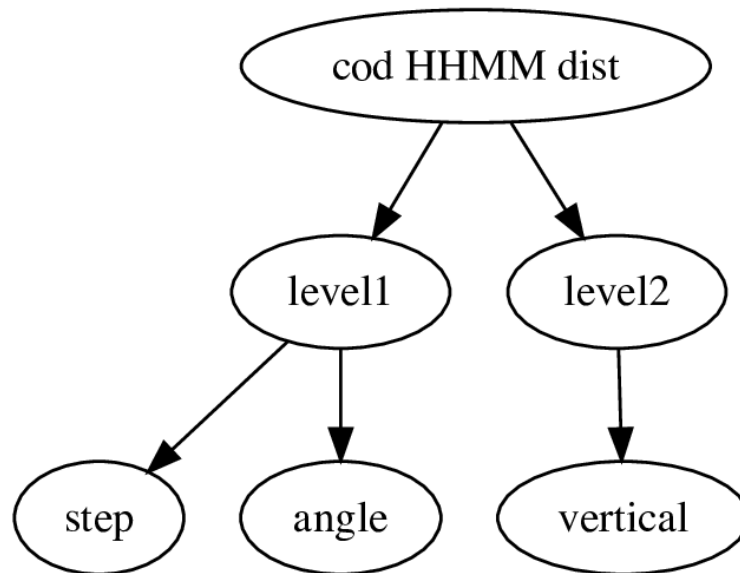 cod HHMM dist
level1
level2
step
angle
vertical